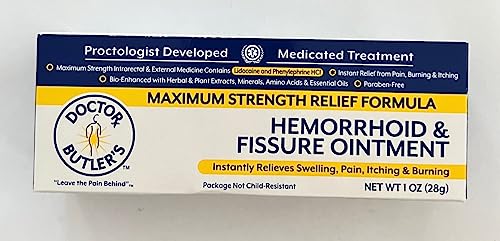 Proctologist Developed Medicated Treatment
• Maximum Strength Intrarectal & External Medicine Contains Lidocaine and Phenylephrine HCl • Instant Relief from Pain, Burning & Itching
• Bio-Enhanced with Herbal & Plant Extracts, Minerals, Amino Acids & Essential Oils • Paraben-Free
MAXIMUM STRENGTH RELIEF FORMULA
DOCTOR
BUTLER'S™
"Leave the Pain Behind"™
HEMORRHOID &
FISSURE OINTMENT
Instantly Relieves Swelling, Pain, Itching & Burning
Package Not Child-Resistant
NET WT 1 OZ (28g)